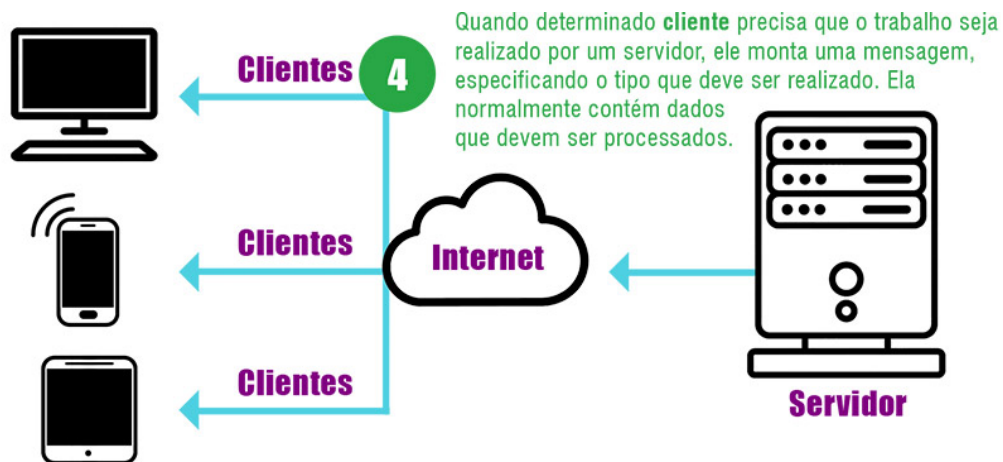 Quando determinado cliente precisa que o trabalho seja
realizado por um servidor, ele monta uma mensagem,
especificando o tipo que deve ser realizado. Ela
normalmente contém dados
que devem ser processados.
Clientes
4
Clientes
Internet
Clientes
Servidor